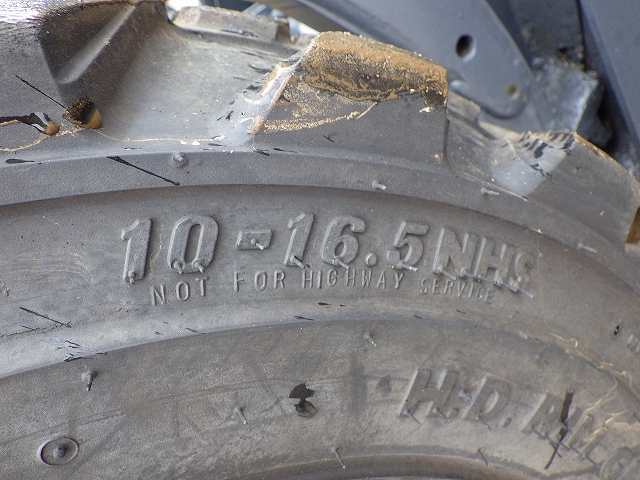 10-16.5NHS
NOT FOR HIGHWAY SERVICE
H.D.